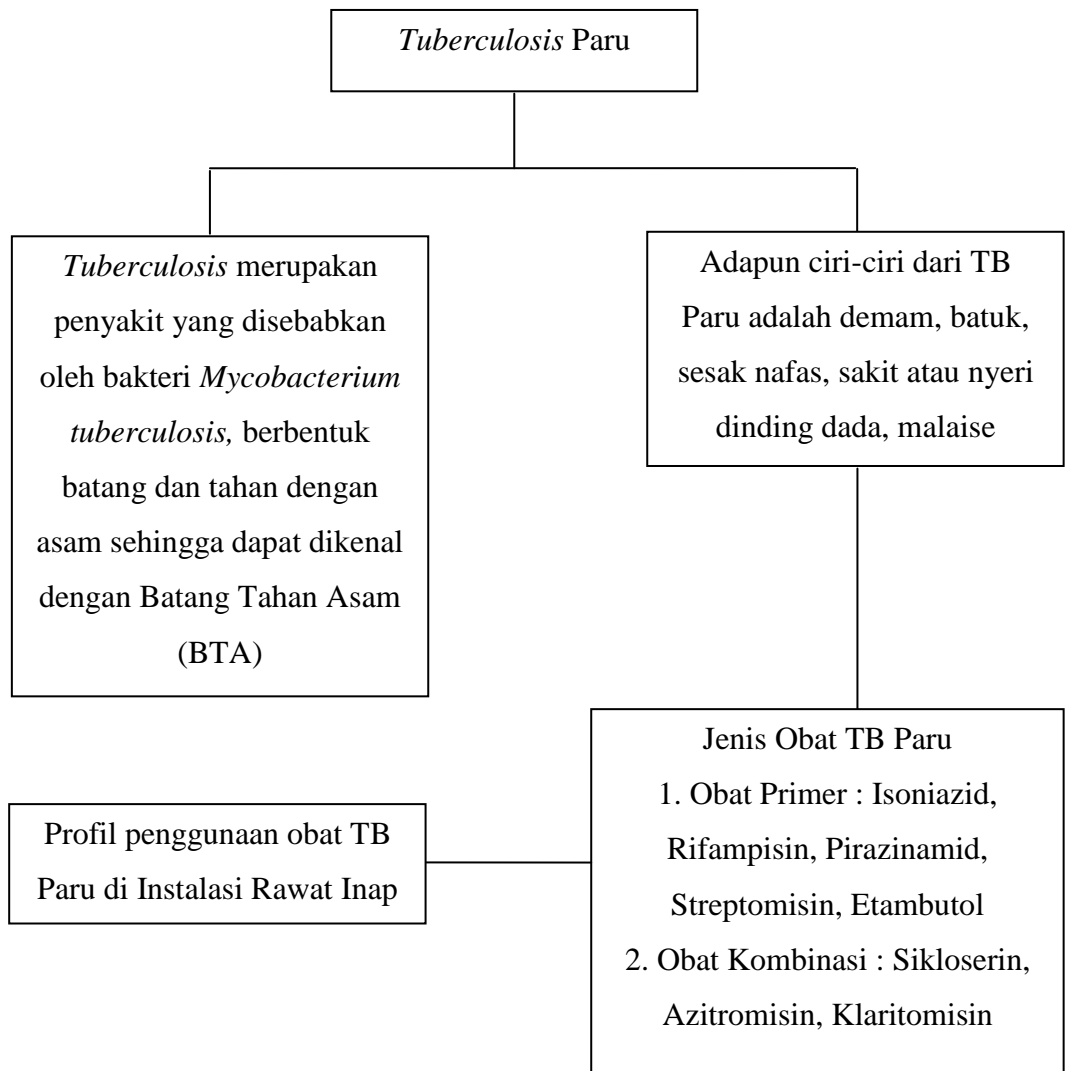 Tuberculosis Paru
Tuberculosis merupakan
penyakit yang disebabkan
oleh bakteri Mycobacterium
tuberculosis, berbentuk
batang dan tahan dengan
asam sehingga dapat dikenal
dengan Batang Tahan Asam
(BTA)
Adapun ciri-ciri dari TB
Paru adalah demam, batuk,
sesak nafas, sakit atau nyeri
dinding dada, malaise
Jenis Obat TB Paru
1. Obat Primer : Isoniazid,
Rifampisin, Pirazinamid,
Streptomisin, Etambutol
2. Obat Kombinasi : Sikloserin,
Azitromisin, Klaritomisin
Profil penggunaan obat TB
Paru di Instalasi Rawat Inap